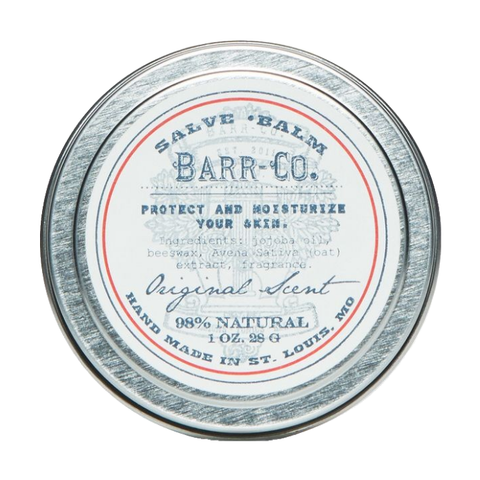 SALVE • BALM
BARR-CO.
PROTECT AND MOISTURIZE
YOUR SKIN.
Ingredients: jojoba oil,
beeswax, Avena Sativa (oat)
extract, fragrance.
Original Scent
98% NATURAL
1 OZ. 28 G
HAND MADE IN ST. LOUIS, MO